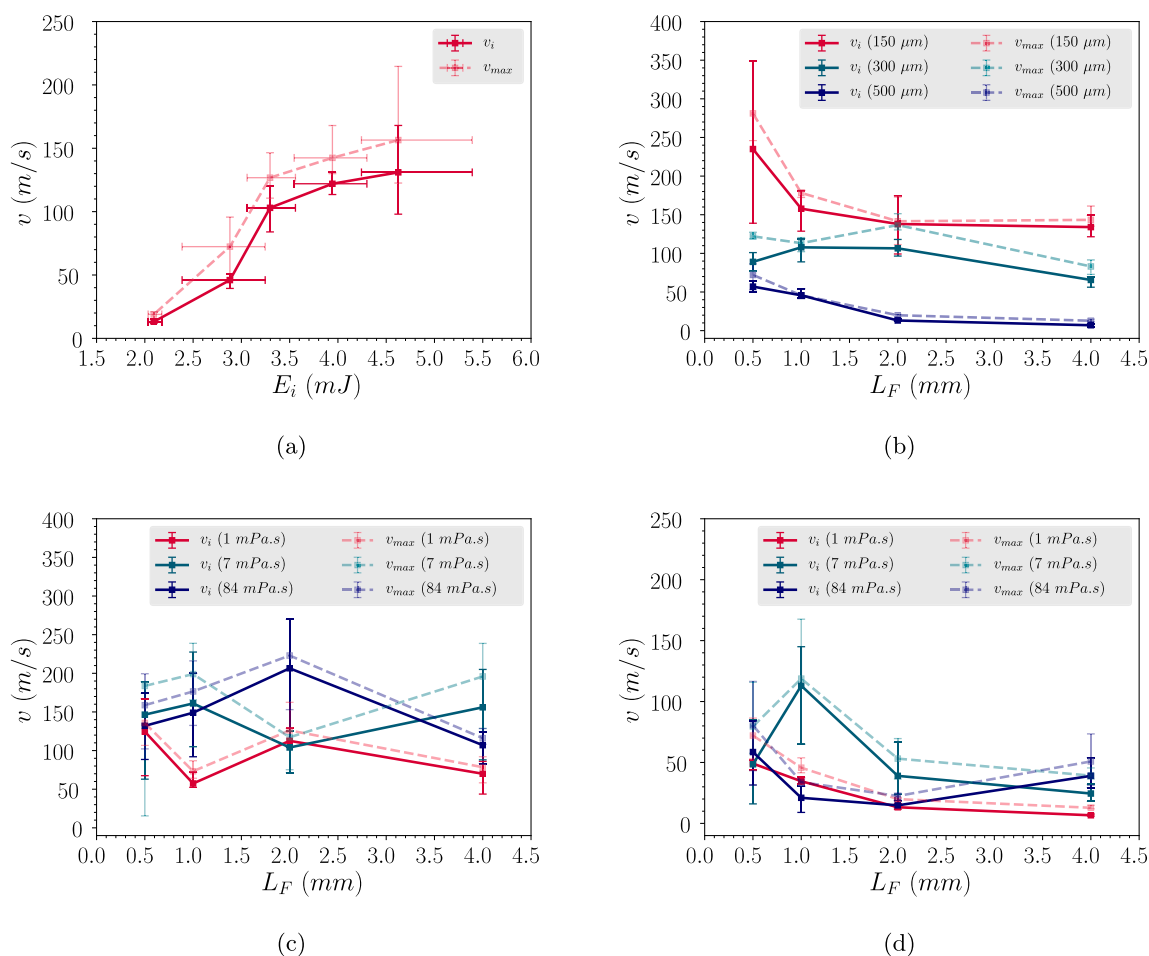 250
200
150
100
50
0
v (m/s)
v_i
v_max
1.5 2.0 2.5 3.0 3.5 4.0 4.5 5.0 5.5 6.0
E_i (mJ)
(a)
400
350
300
250
200
150
100
50
0
v (m/s)
v_i (150 μm) v_max (150 μm)
v_i (300 μm) v_max (300 μm)
v_i (500 μm) v_max (500 μm)
0.0 0.5 1.0 1.5 2.0 2.5 3.0 3.5 4.0 4.5
L_F (mm)
(b)
400
350
300
250
200
150
100
50
0
v (m/s)
v_i (1 mPa.s) v_max (1 mPa.s)
v_i (7 mPa.s) v_max (7 mPa.s)
v_i (84 mPa.s) v_max (84 mPa.s)
0.0 0.5 1.0 1.5 2.0 2.5 3.0 3.5 4.0 4.5
L_F (mm)
(c)
250
200
150
100
50
0
v (m/s)
v_i (1 mPa.s) v_max (1 mPa.s)
v_i (7 mPa.s) v_max (7 mPa.s)
v_i (84 mPa.s) v_max (84 mPa.s)
0.0 0.5 1.0 1.5 2.0 2.5 3.0 3.5 4.0 4.5
L_F (mm)
(d)